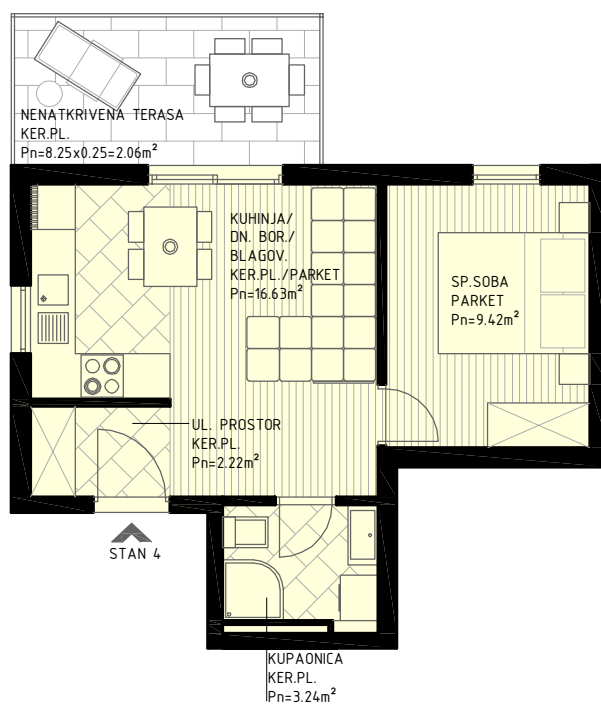 NENATKRIVENA TERASA
KER.PL.
Pn=8.25x0.25=2.06m²
KUHINJA/
DN. BOR./
BLAGOV.
KER.PL./PARKET
Pn=16.63m²
SP.SOBA
PARKET
Pn=9.42m²
UL. PROSTOR
KER.PL.
Pn=2.22m²
STAN 4
KUPAONICA
KER.PL.
Pn=3.24m²